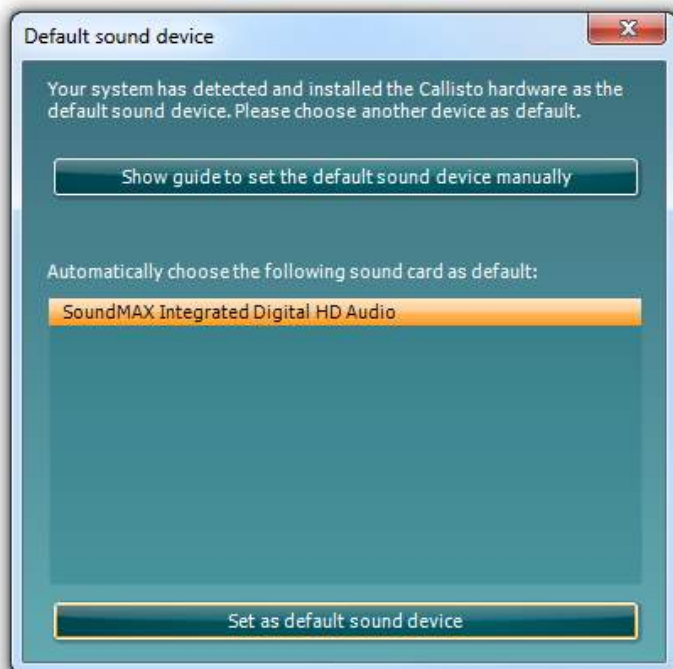 Default sound device
Your system has detected and installed the Callisto hardware as the
default sound device. Please choose another device as default.
Show guide to set the default sound device manually
Automatically choose the following sound card as default:
SoundMAX Integrated Digital HD Audio
Set as default sound device